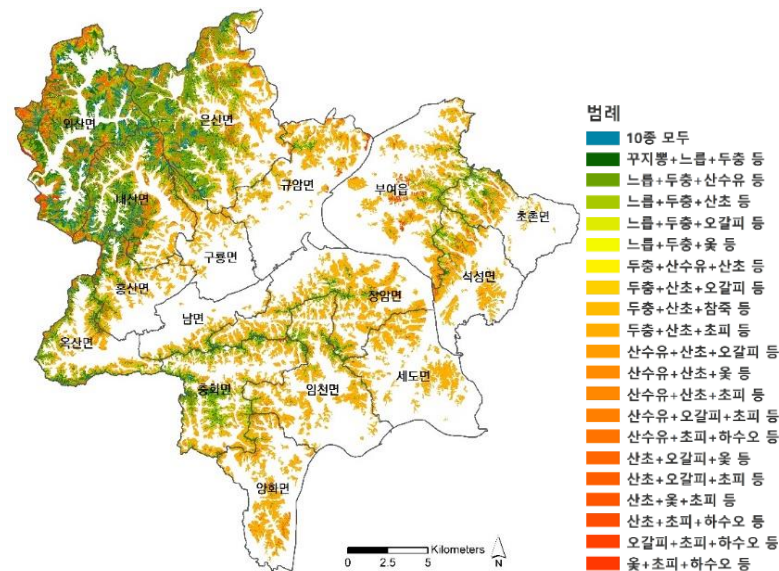 외산면
은산면
내산면
규암면
부여읍
초촌면
구룡면
홍산면
석성면
남면
장암면
옥산면
충화면
임천면
세도면
양화면
Kilometers
0 2.5 5
N
범례
10종 모두
꾸지뽕+느릅+두충 등
느릅+두충+산수유 등
느릅+두충+산초 등
느릅+두충+오갈피 등
느릅+두충+옻 등
두충+산수유+산초 등
두충+산초+오갈피 등
두충+산초+참죽 등
두충+산초+초피 등
산수유+산초+오갈피 등
산수유+산초+옻 등
산수유+산초+초피 등
산수유+오갈피+초피 등
산수유+초피+하수오 등
산초+오갈피+옻 등
산초+오갈피+초피 등
산초+옻+초피 등
산초+초피+하수오 등
오갈피+초피+하수오 등
옻+초피+하수오 등